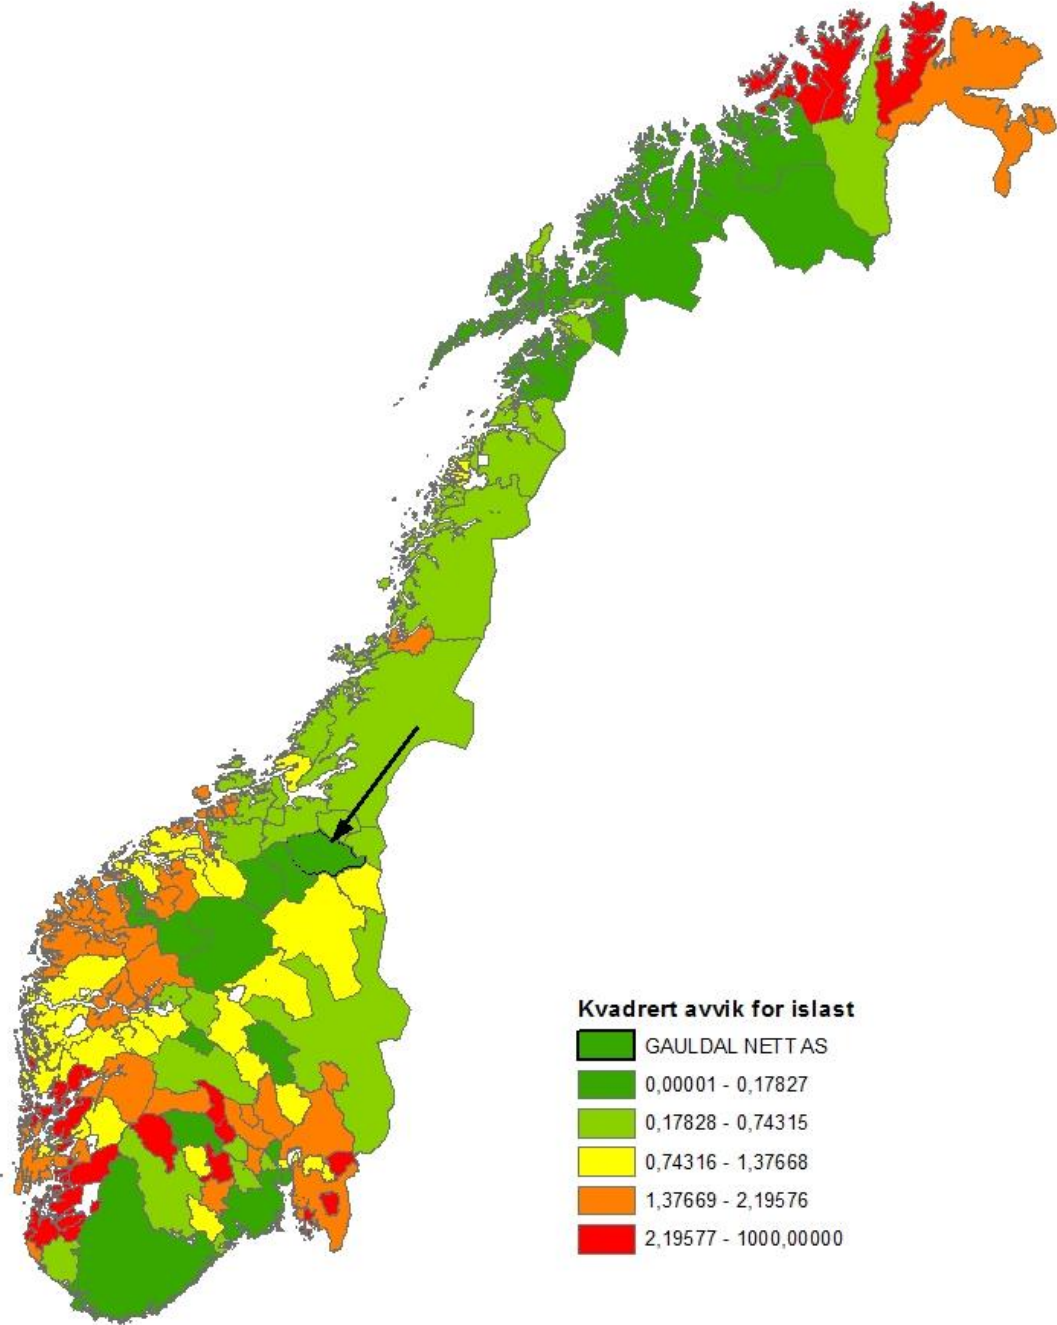 Kvadrert avvik for islast
GAULDAL NETT AS
0,00001 - 0,17827
0,17828 - 0,74315
0,74316 - 1,37668
1,37669 - 2,19576
2,19577 - 1000,00000